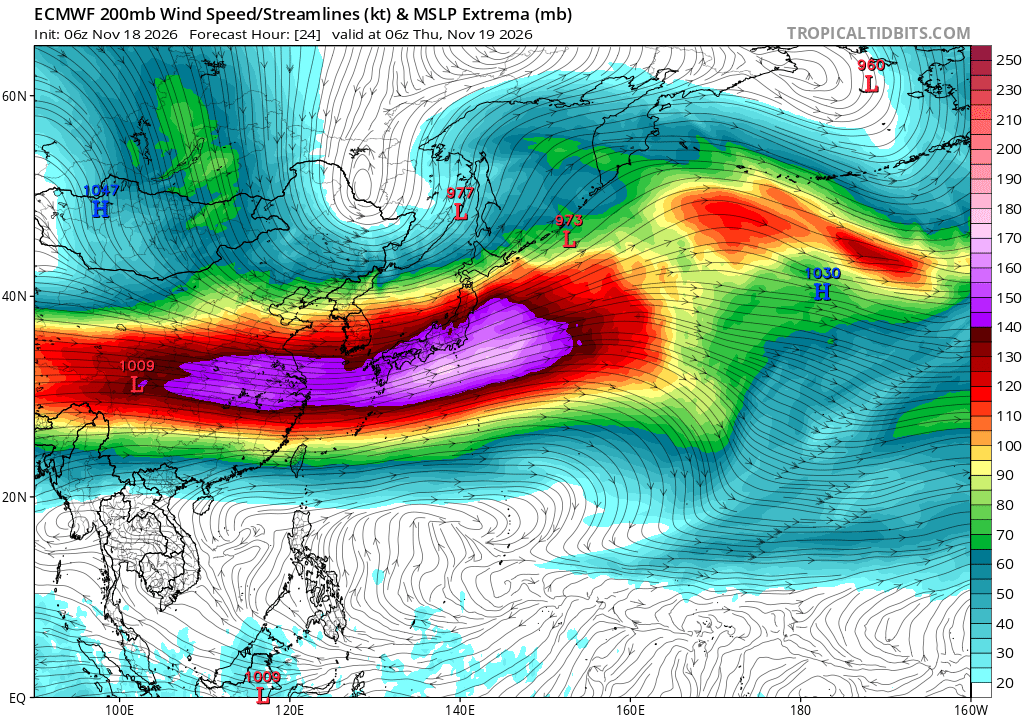 ECMWF 200mb Wind Speed/Streamlines (kt) & MSLP Extrema (mb)
Init: 06z Nov 18 2026 Forecast Hour: [24] valid at 06z Thu, Nov 19 2026
TROPICALTIDBITS.COM
960
L
1047
H
977
L
973
L
1030
H
1009
L
1009
L
60N
40N
20N
EQ
100E
120E
140E
160E
180
160W
250
230
210
200
190
180
170
160
150
140
130
120
110
100
90
80
70
60
50
40
30
20